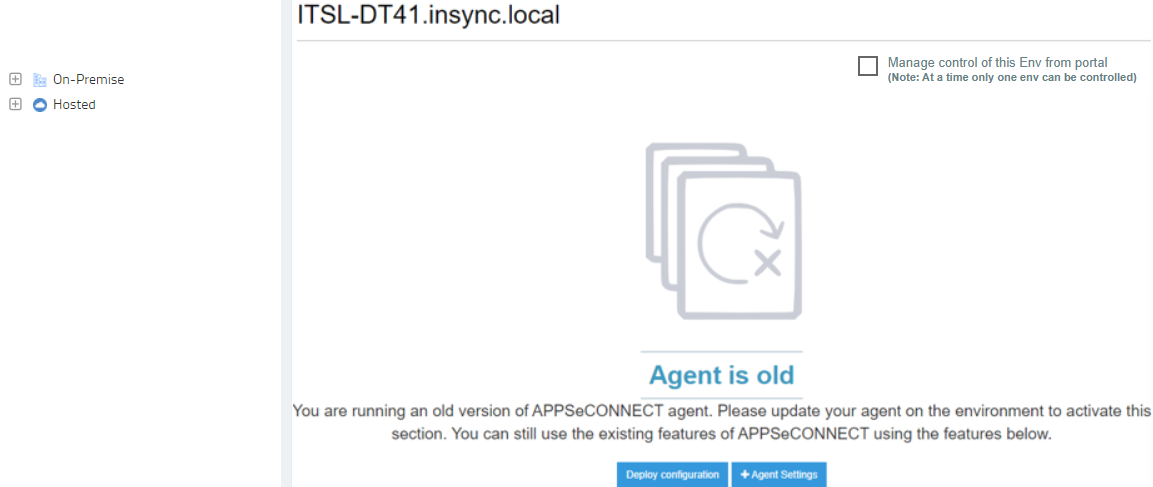 ITSL-DT41.insync.local
On-Premise
Hosted
Manage control of this Env from portal
(Note: At a time only one env can be controlled)
Agent is old
You are running an old version of APPSeCONNECT agent. Please update your agent on the environment to activate this
section. You can still use the existing features of APPSeCONNECT using the features below.
Deploy configuration
+ Agent Settings